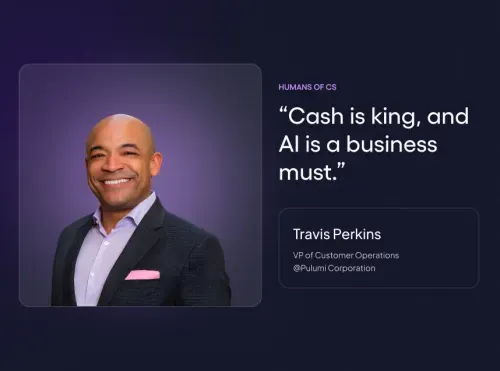 HUMANS OF CS
“Cash is king, and
AI is a business
must.”
Travis Perkins
VP of Customer Operations
@Pulumi Corporation